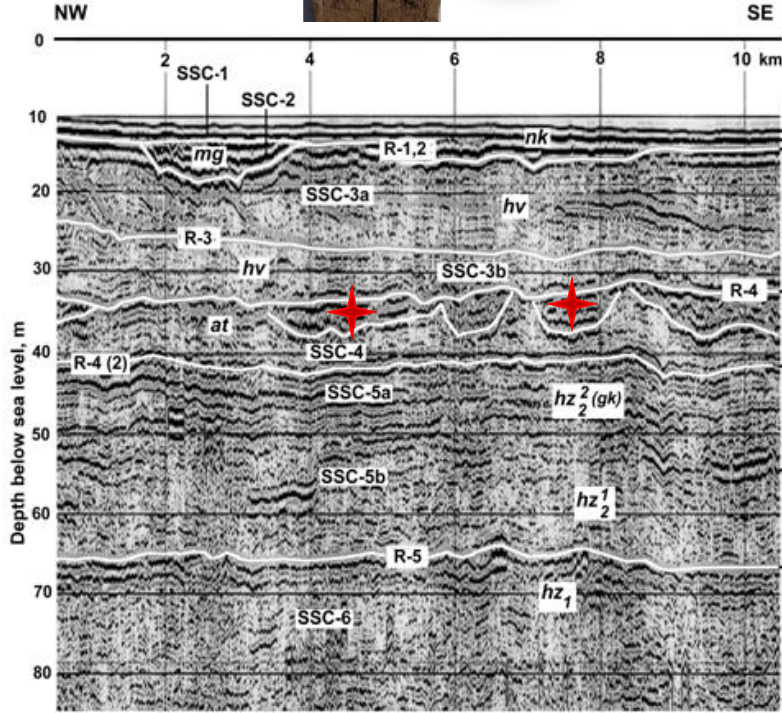 NW SE
0
2 4 6 8 10 km
SSC-1
SSC-2
10
nk
mg R-1,2
20
SSC-3a
hv
R-3
30
hv SSC-3b
R-4
at
40
SSC-4
R-4 (2)
SSC-5a
hz₂² (gk)
50
SSC-5b
hz₂¹
60
R-5
70
hz₁
SSC-6
80
Depth below sea level, m